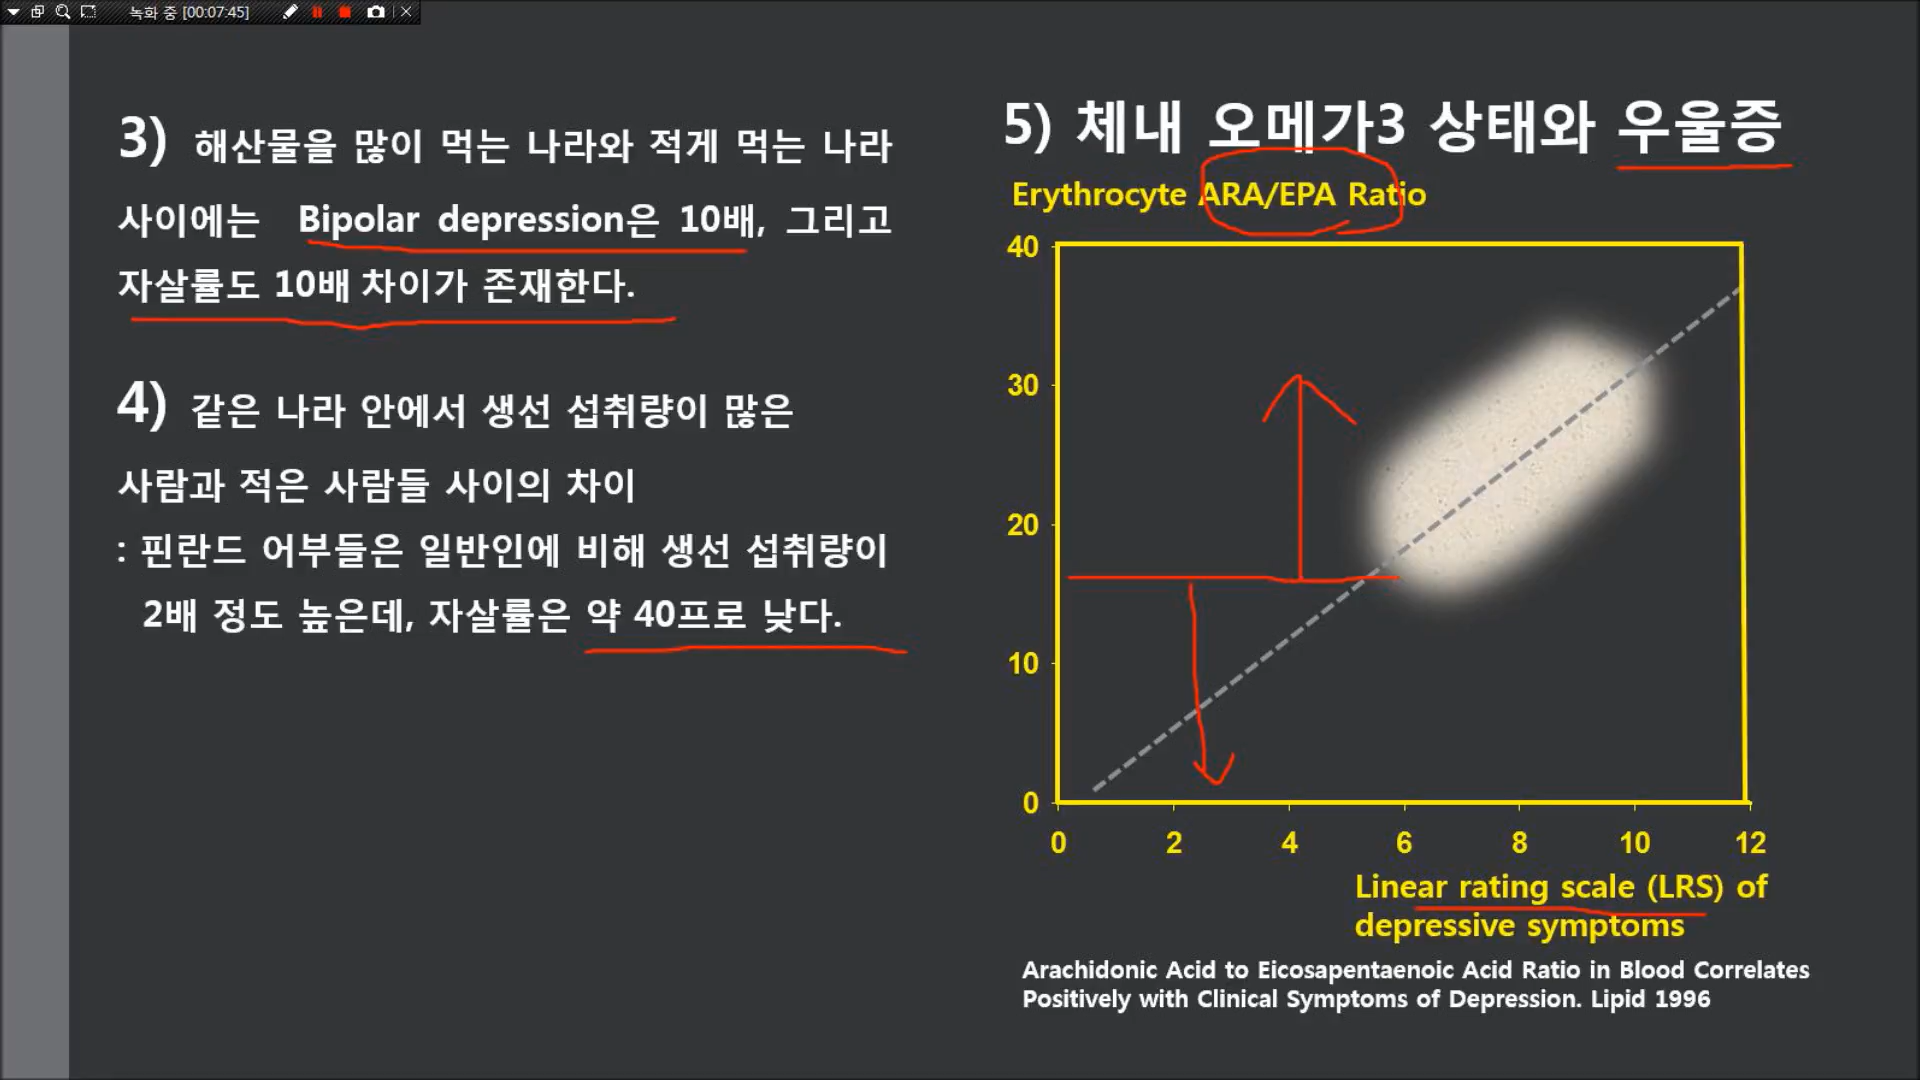 녹화 중 [00:07:45]
3) 해산물을 많이 먹는 나라와 적게 먹는 나라
사이에는 Bipolar depression은 10배, 그리고
자살률도 10배 차이가 존재한다.
4) 같은 나라 안에서 생선 섭취량이 많은
사람과 적은 사람들 사이의 차이
: 핀란드 어부들은 일반인에 비해 생선 섭취량이
2배 정도 높은데, 자살률은 약 40프로 낮다.
5) 체내 오메가3 상태와 우울증
Erythrocyte ARA/EPA Ratio
40
30
20
10
0
0 2 4 6 8 10 12
Linear rating scale (LRS) of
depressive symptoms
Arachidonic Acid to Eicosapentaenoic Acid Ratio in Blood Correlates
Positively with Clinical Symptoms of Depression. Lipid 1996